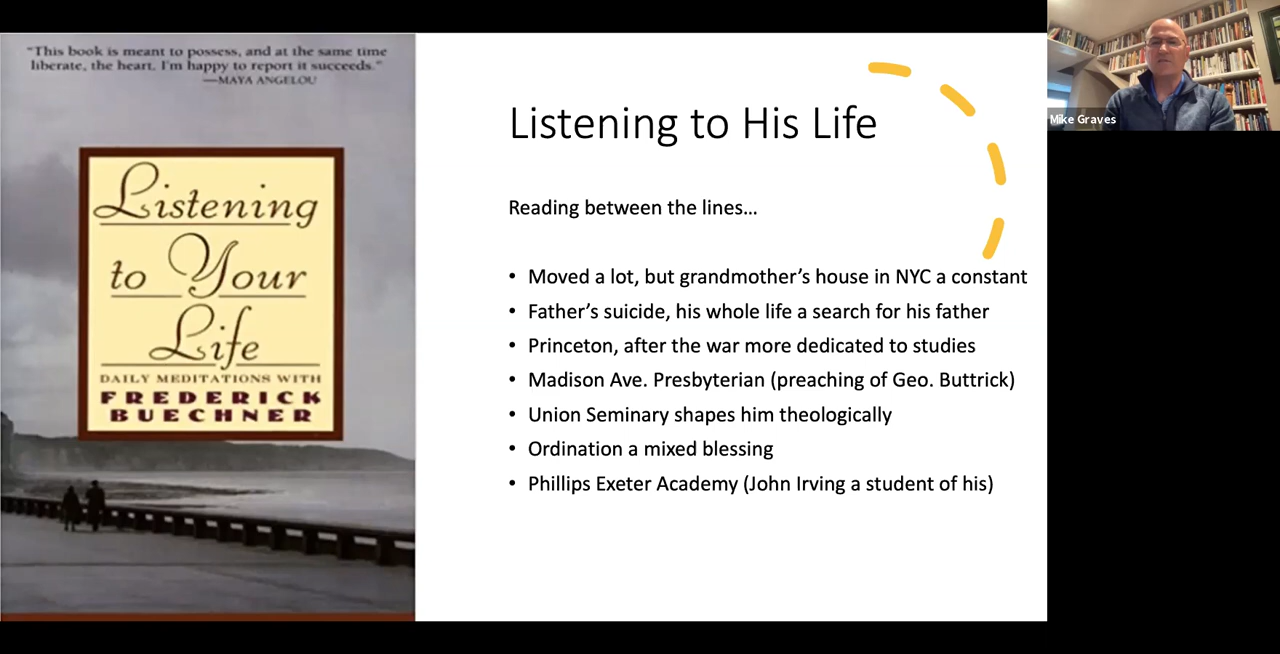 "This book is meant to possess, and at the same time
liberate, the heart. I'm happy to report it succeeds."
—MAYA ANGELOU
Listening
to Your
Life
DAILY MEDITATIONS WITH
FREDERICK
BUECHNER
Listening to His Life
Reading between the lines…
• Moved a lot, but grandmother's house in NYC a constant
• Father's suicide, his whole life a search for his father
• Princeton, after the war more dedicated to studies
• Madison Ave. Presbyterian (preaching of Geo. Buttrick)
• Union Seminary shapes him theologically
• Ordination a mixed blessing
• Phillips Exeter Academy (John Irving a student of his)
Mike Graves